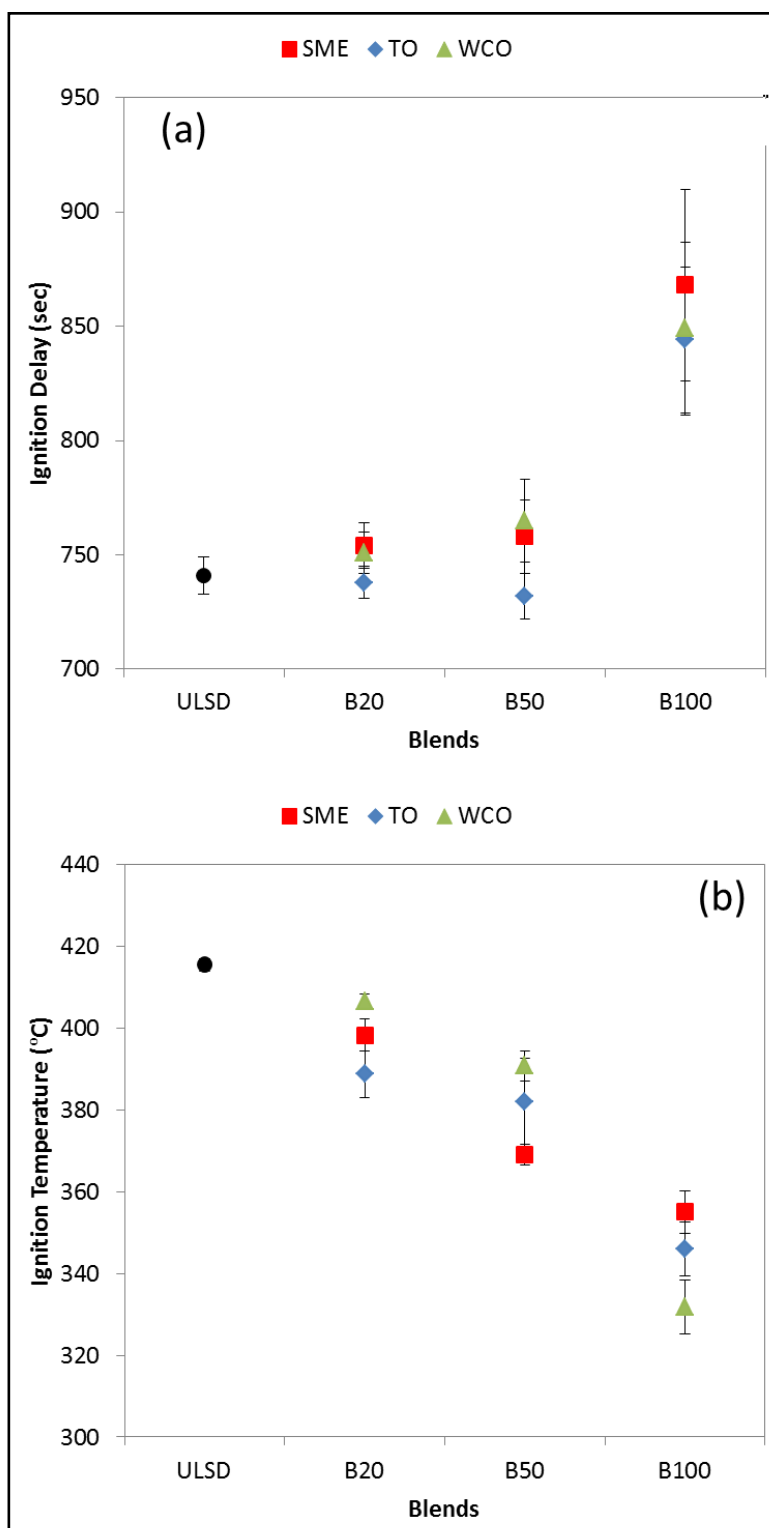 SME TO WCO
(a)
950
900
850
800
750
700
Ignition Delay (sec)
ULSD B20 B50 B100
Blends
SME TO WCO
(b)
440
420
400
380
360
340
320
300
Ignition Temperature (°C)
ULSD B20 B50 B100
Blends